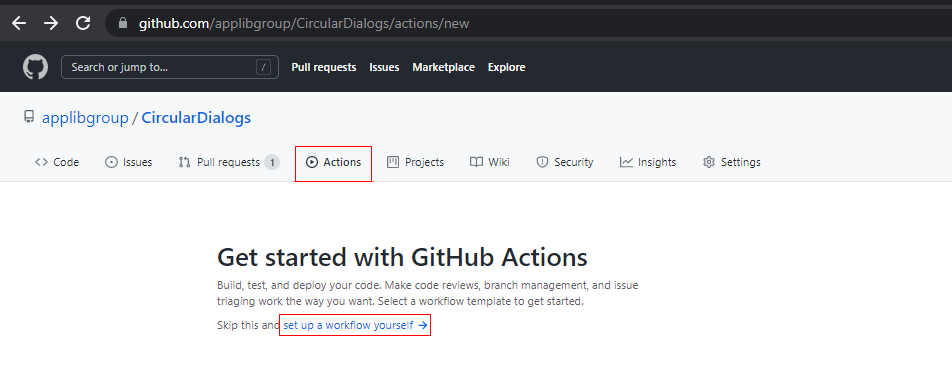 github.com/applibgroup/CircularDialogs/actions/new
Search or jump to... /
Pull requests Issues Marketplace Explore
applibgroup / CircularDialogs
Code Issues Pull requests 1 Actions Projects Wiki Security Insights Settings
Get started with GitHub Actions
Build, test, and deploy your code. Make code reviews, branch management, and issue
triaging work the way you want. Select a workflow template to get started.
Skip this and set up a workflow yourself →